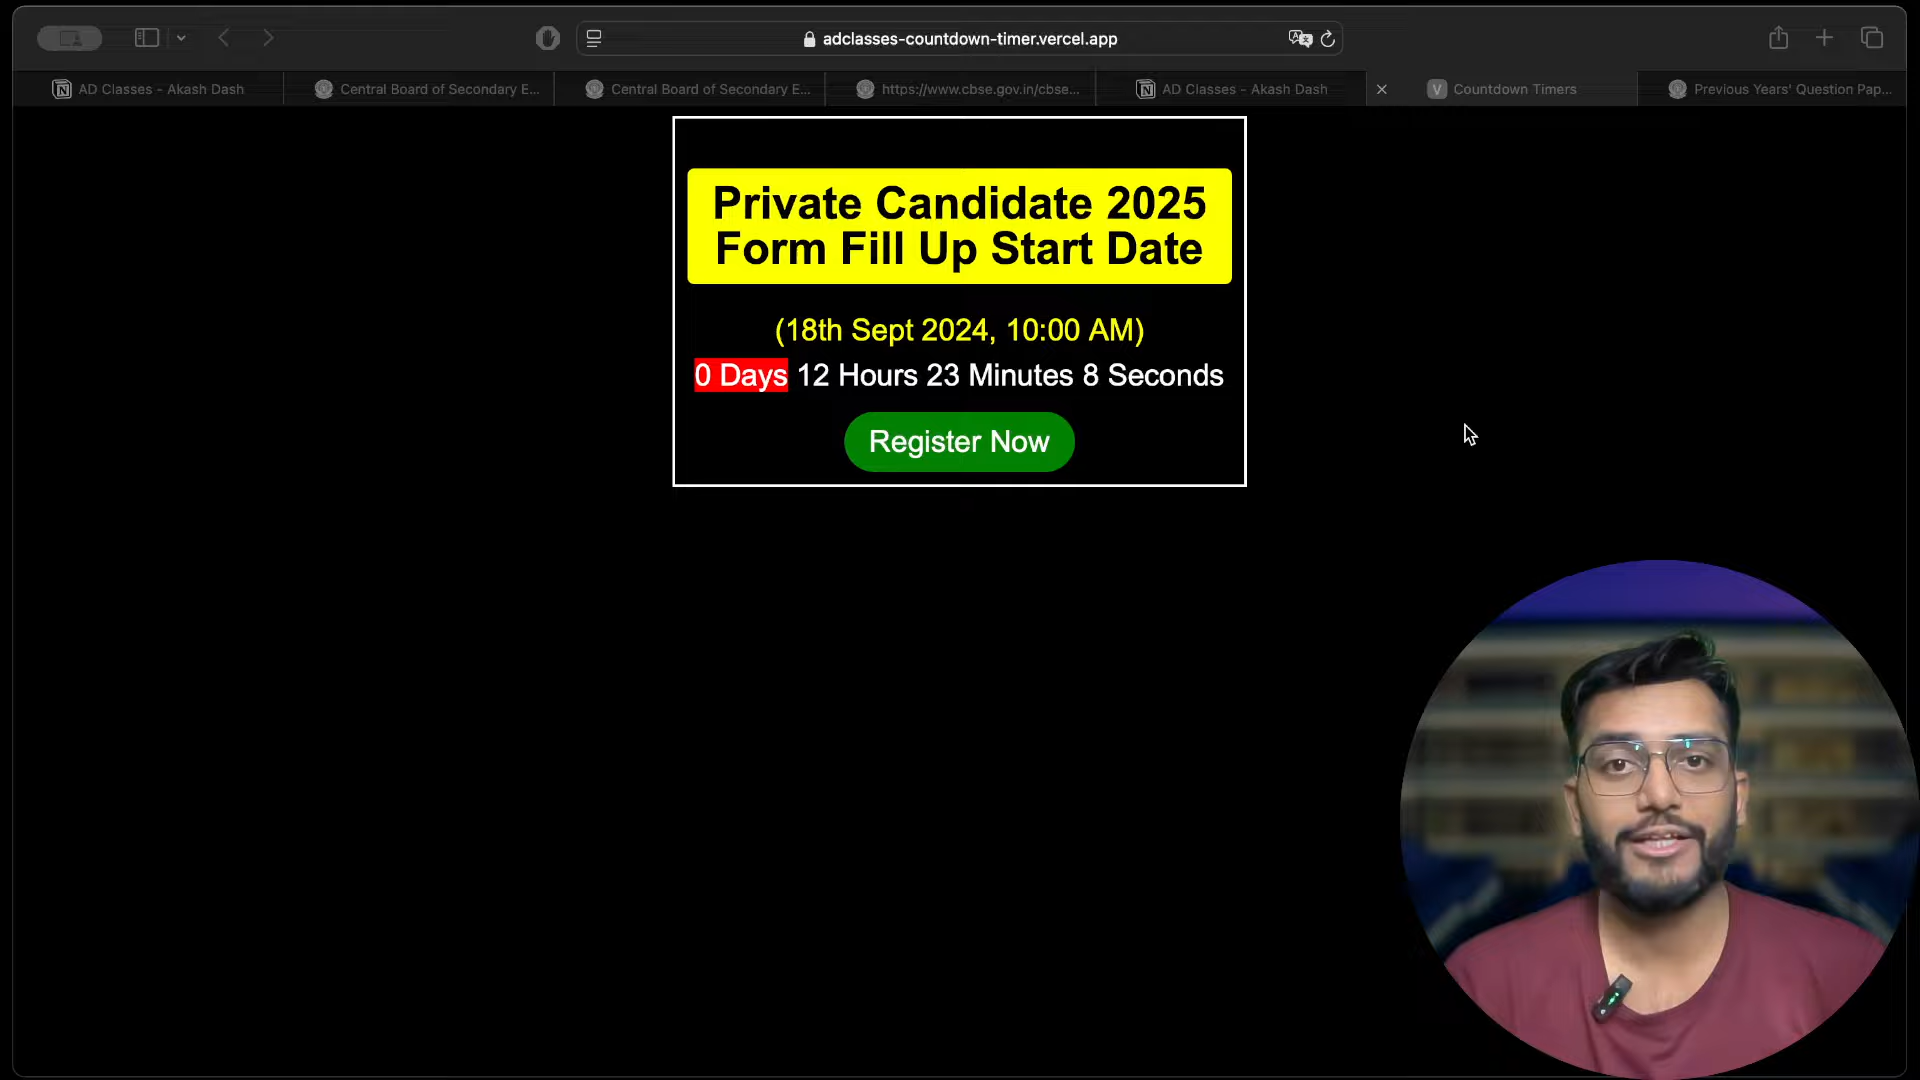 adclasses-countdown-timer.vercel.app
AD Classes - Akash Dash
Central Board of Secondary E...
Central Board of Secondary E...
https://www.cbse.gov.in/cbse...
AD Classes - Akash Dash
V Countdown Timers
Previous Years' Question Pap...
Private Candidate 2025
Form Fill Up Start Date
(18th Sept 2024, 10:00 AM)
0 Days 12 Hours 23 Minutes 8 Seconds
Register Now